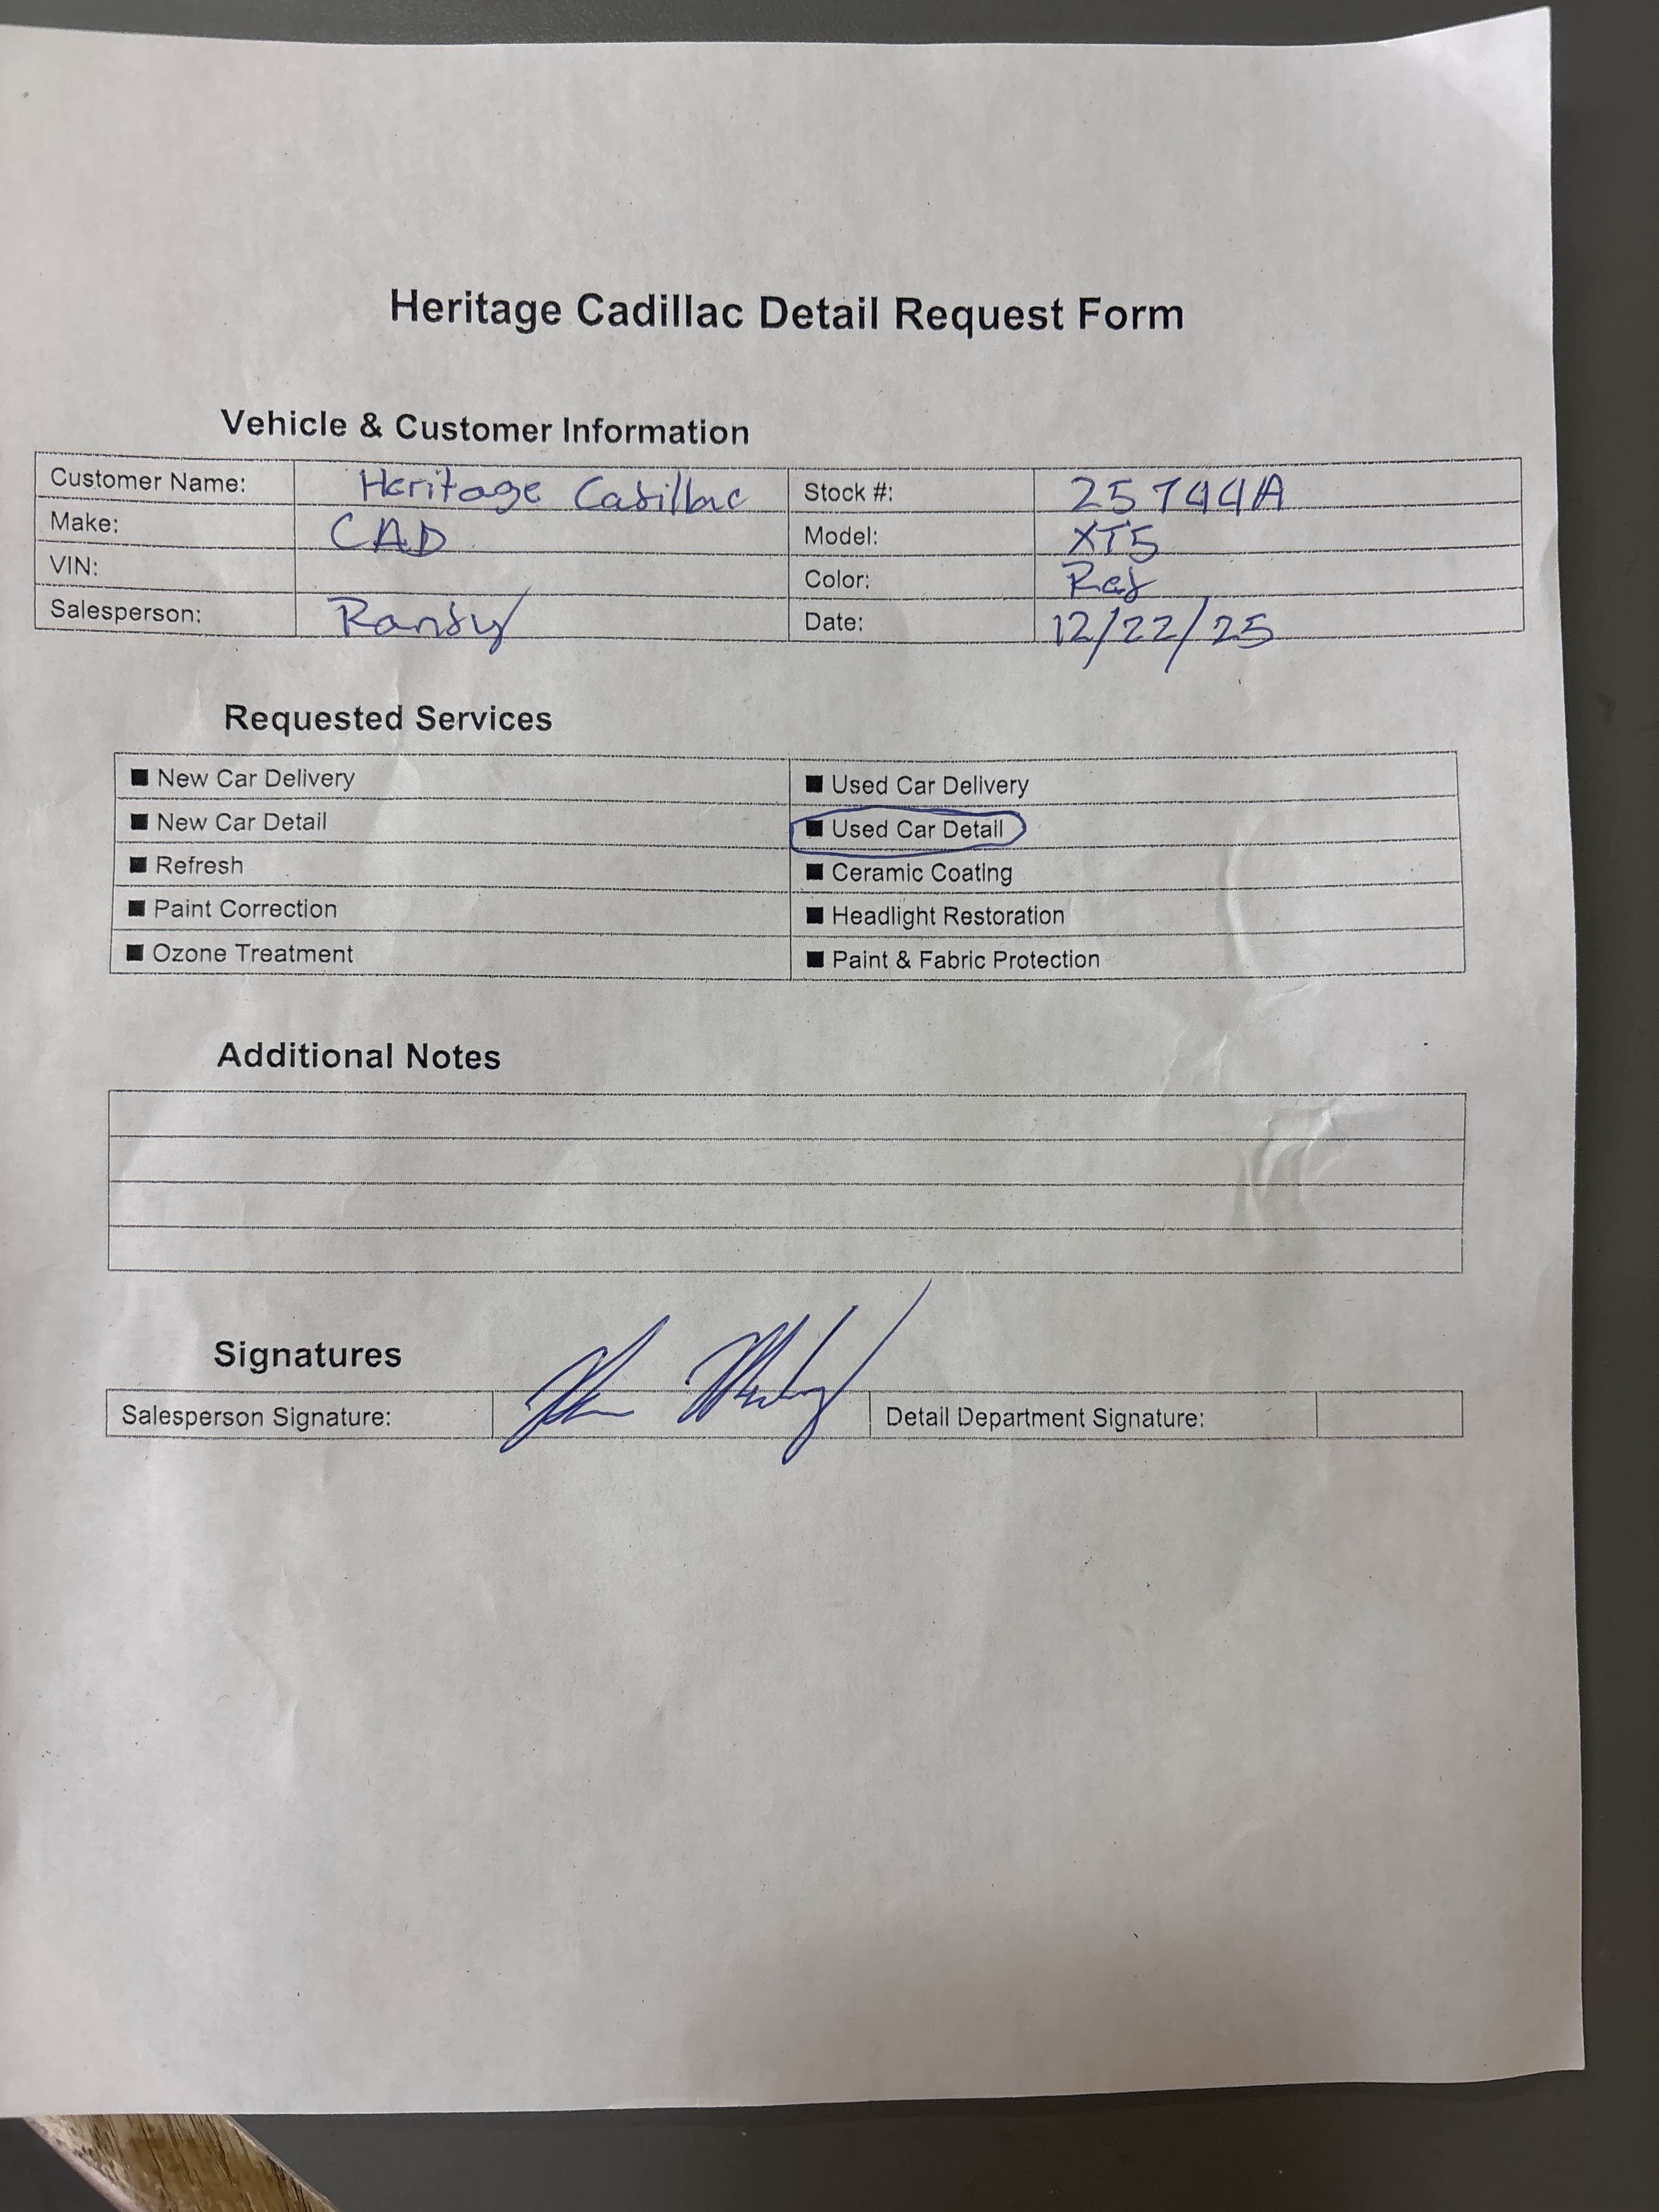 Heritage Cadillac Detail Request Form
Vehicle & Customer Information
Customer Name: Heritage Cadillac Stock #: 25744A
Make: CAD Model: XT5
VIN: Color: Red
Salesperson: Randy Date: 12/22/25
Requested Services
■ New Car Delivery ■ Used Car Delivery
■ New Car Detail ■ Used Car Detail
■ Refresh ■ Ceramic Coating
■ Paint Correction ■ Headlight Restoration
■ Ozone Treatment ■ Paint & Fabric Protection
Additional Notes
Signatures
Salesperson Signature: Detail Department Signature: